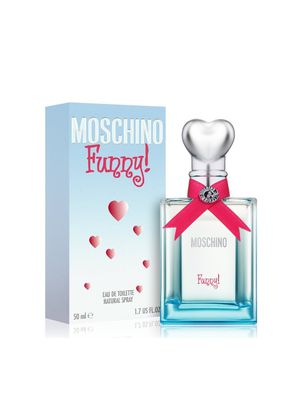 MOSCHINO
Funny!
EAU DE TOILETTE
NATURAL SPRAY
50 ml e 1.7 US FL.OZ
MOSCHINO
Funny!